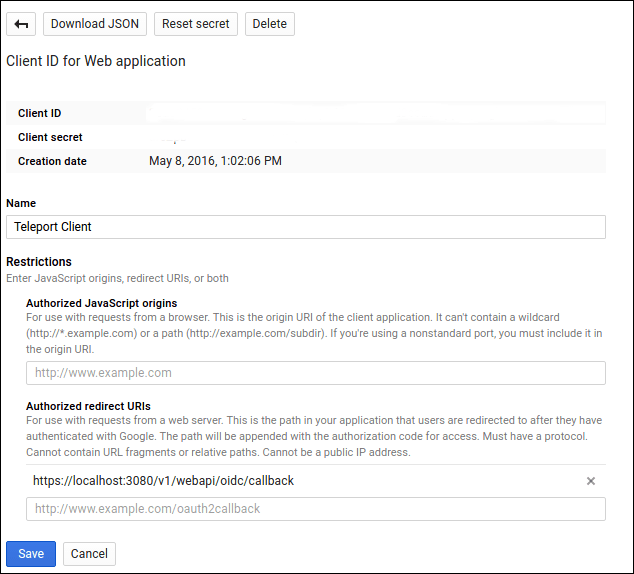 Download JSON Reset secret Delete
Client ID for Web application
Client ID
Client secret
Creation date May 8, 2016, 1:02:06 PM
Name
Teleport Client
Restrictions
Enter JavaScript origins, redirect URIs, or both
Authorized JavaScript origins
For use with requests from a browser. This is the origin URI of the client application. It can't contain a wildcard
(http://*.example.com) or a path (http://example.com/subdir). If you're using a nonstandard port, you must include it in
the origin URI.
http://www.example.com
Authorized redirect URIs
For use with requests from a web server. This is the path in your application that users are redirected to after they have
authenticated with Google. The path will be appended with the authorization code for access. Must have a protocol.
Cannot contain URL fragments or relative paths. Cannot be a public IP address.
https://localhost:3080/v1/webapi/oidc/callback
http://www.example.com/oauth2callback
Save Cancel